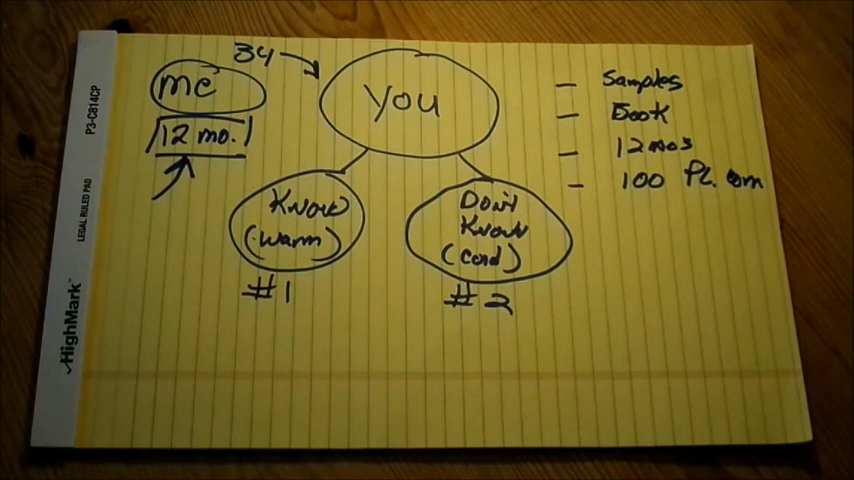 34
me
12 mo.
YOU
KNOW
(warm)
#1
DON'T
KNOW
(cold)
#2
- Samples
- Book
- 12 mos
- 100 PL. com
P3-C814CP
LEGAL RULED PAD
HighMark™